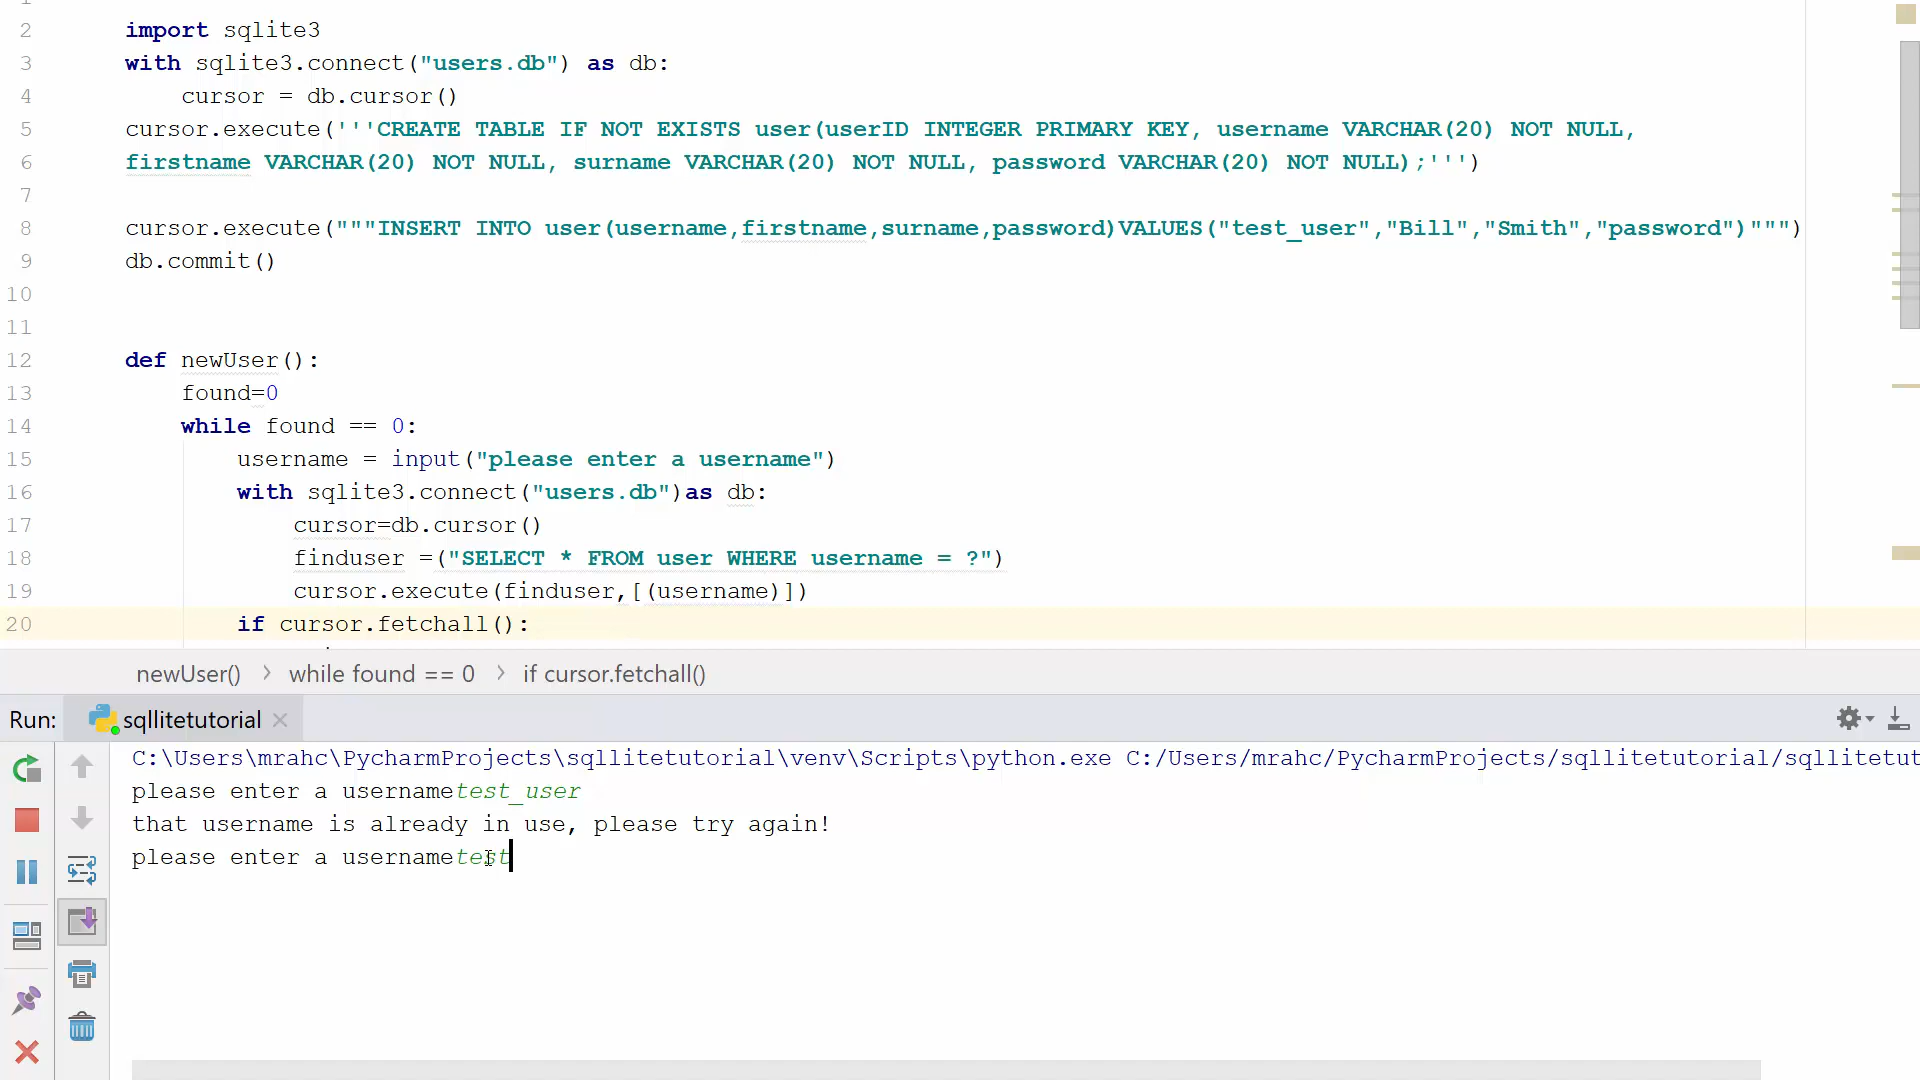 2 import sqlite3
3 with sqlite3.connect("users.db") as db:
4 cursor = db.cursor()
5 cursor.execute('''CREATE TABLE IF NOT EXISTS user(userID INTEGER PRIMARY KEY, username VARCHAR(20) NOT NULL,
6 firstname VARCHAR(20) NOT NULL, surname VARCHAR(20) NOT NULL, password VARCHAR(20) NOT NULL);''')
7
8 cursor.execute("""INSERT INTO user(username,firstname,surname,password)VALUES("test_user","Bill","Smith","password")""")
9 db.commit()
10
11
12 def newUser():
13 found=0
14 while found == 0:
15 username = input("please enter a username")
16 with sqlite3.connect("users.db")as db:
17 cursor=db.cursor()
18 finduser =("SELECT * FROM user WHERE username = ?")
19 cursor.execute(finduser,[(username)])
20 if cursor.fetchall():
newUser() › while found == 0 › if cursor.fetchall()
Run: sqllitetutorial
C:\Users\mrahc\PycharmProjects\sqllitetutorial\venv\Scripts\python.exe C:/Users/mrahc/PycharmProjects/sqllitetutorial/sqllitetut
please enter a usernametest_user
that username is already in use, please try again!
please enter a usernametest